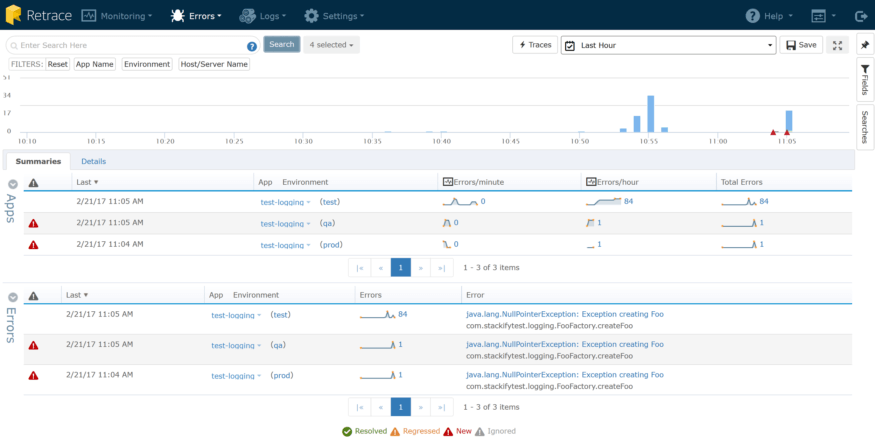 Retrace Monitoring Errors Logs Settings Help
Enter Search Here ? Search 4 selected Traces Last Hour Save
FILTERS: Reset App Name Environment Host/Server Name
Fields
Searches
51
34
17
0
10:10 10:15 10:20 10:25 10:30 10:35 10:40 10:45 10:50 10:55 11:00 11:05
Summaries Details
Apps
Last App Environment Errors/minute Errors/hour Total Errors
2/21/17 11:05 AM test-logging (test) 0 84 84
2/21/17 11:05 AM test-logging (qa) 0 1 1
2/21/17 11:04 AM test-logging (prod) 0 1 1
|« « 1 » »| 1 - 3 of 3 items
Errors
Last App Environment Errors Error
2/21/17 11:05 AM test-logging (test) 84 java.lang.NullPointerException: Exception creating Foo
com.stackifytest.logging.FooFactory.createFoo
2/21/17 11:05 AM test-logging (qa) 1 java.lang.NullPointerException: Exception creating Foo
com.stackifytest.logging.FooFactory.createFoo
2/21/17 11:04 AM test-logging (prod) 1 java.lang.NullPointerException: Exception creating Foo
com.stackifytest.logging.FooFactory.createFoo
|« « 1 » »| 1 - 3 of 3 items
Resolved Regressed New Ignored